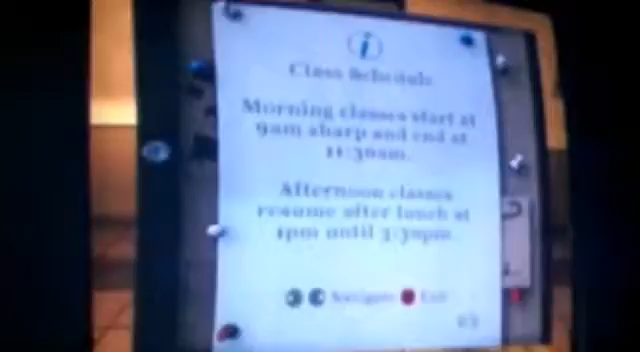 i
Class Schedule
Morning classes start at
9am sharp and end at
11:30am.
Afternoon classes
resume after lunch at
1pm until 3:30pm.
Navigate Exit